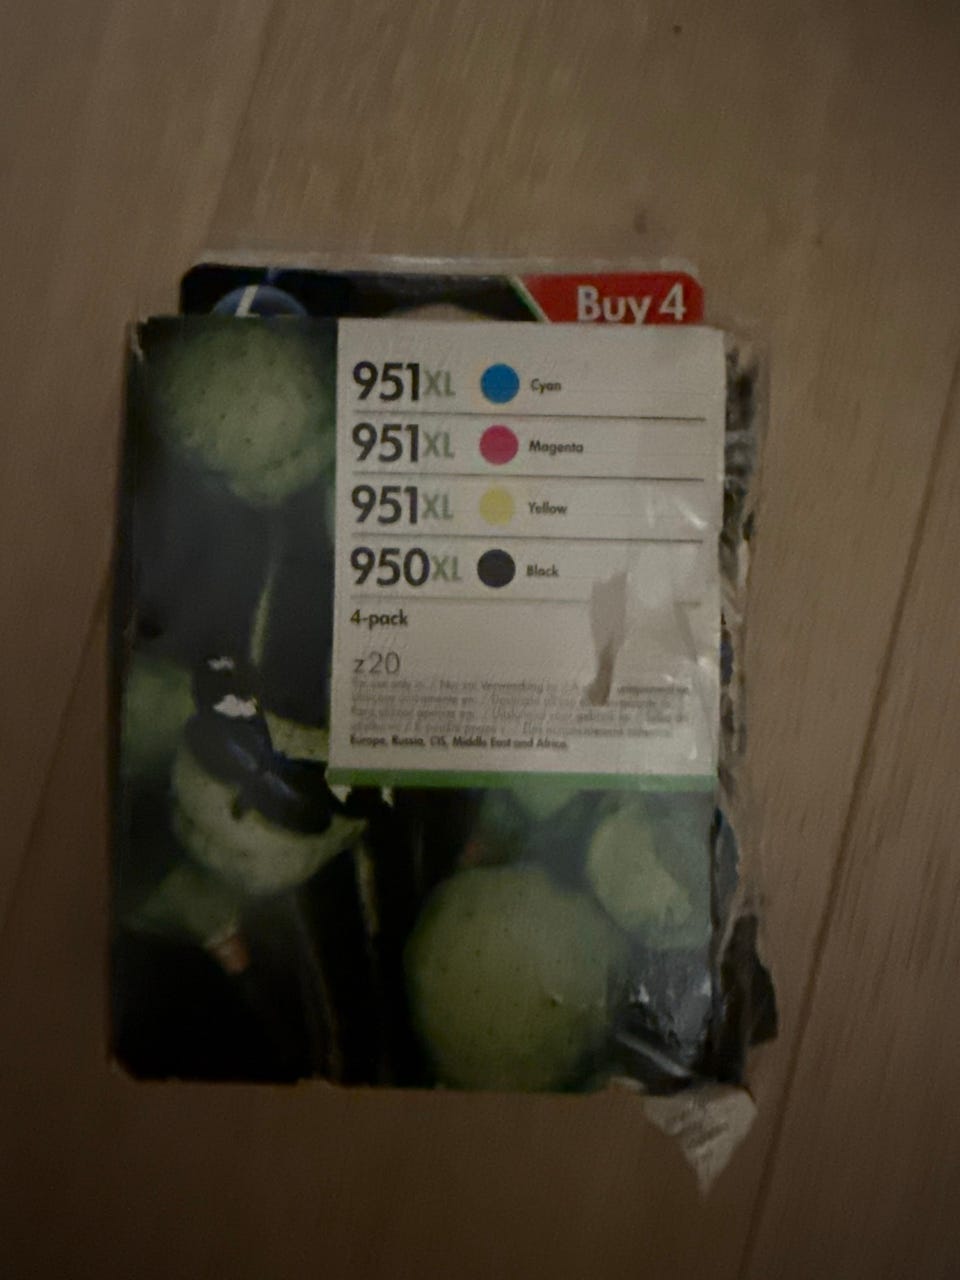 Buy 4
951XL Cyan
951XL Magenta
951XL Yellow
950XL Black
4-pack
z20
Europe, Russia, CIS, Middle East and Africa